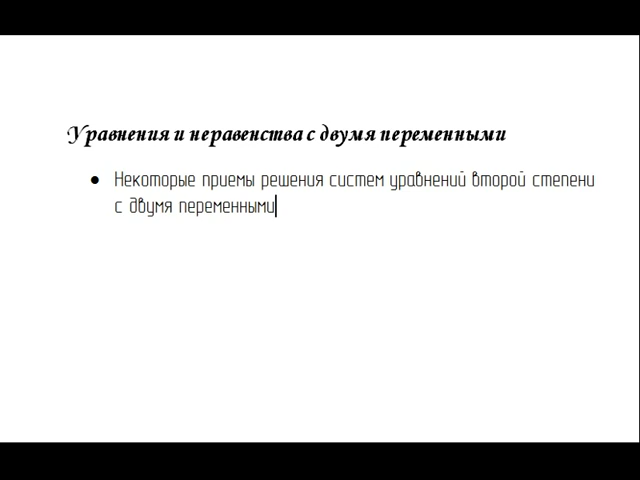 Уравнения и неравенства с двумя переменными
• Некоторые приемы решения систем уравнений второй степени
с двумя переменными